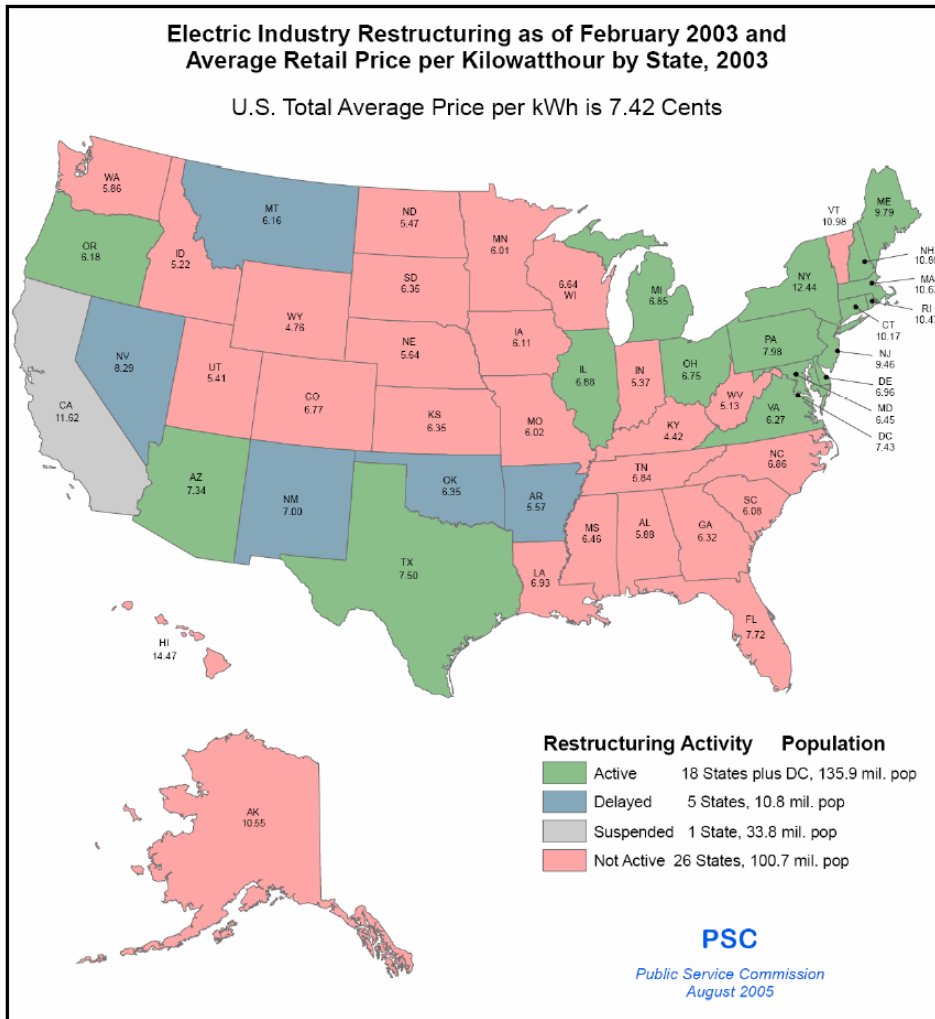 Electric Industry Restructuring as of February 2003 and
Average Retail Price per Kilowatthour by State, 2003
U.S. Total Average Price per kWh is 7.42 Cents
WA
5.86
MT
6.16
ND
5.47
MN
6.01
VT
10.98
ME
9.79
OR
6.18
ID
5.22
SD
6.35
6.64
WI
MI
6.85
NY
12.44
NH
MA
RI
CT
10.17
WY
4.76
IA
6.11
NE
5.64
PA
7.98
NJ
9.46
NV
8.29
UT
5.41
IL
6.88
IN
5.37
OH
6.75
DE
6.96
CA
11.62
CO
6.77
KS
6.35
MO
6.02
WV
5.13
VA
6.27
MD
6.45
KY
4.42
DC
7.43
AZ
7.34
NM
7.00
OK
6.35
AR
5.57
TN
5.84
NC
6.86
SC
6.08
MS
6.46
AL
5.88
GA
6.32
TX
7.50
LA
6.93
FL
7.72
HI
14.47
AK
10.55
Restructuring Activity Population
Active 18 States plus DC, 135.9 mil. pop
Delayed 5 States, 10.8 mil. pop
Suspended 1 State, 33.8 mil. pop
Not Active 26 States, 100.7 mil. pop
PSC
Public Service Commission
August 2005